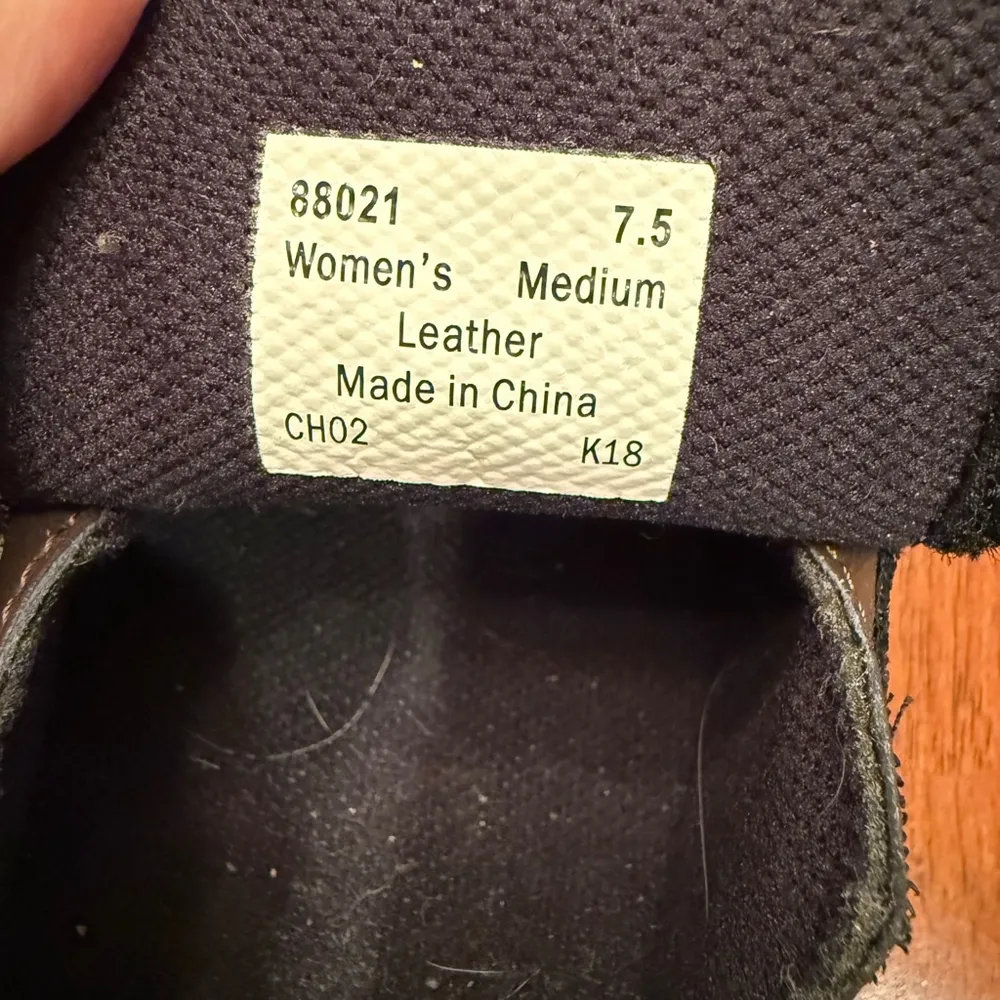 88021 7.5
Women's Medium
Leather
Made in China
CH02 K18